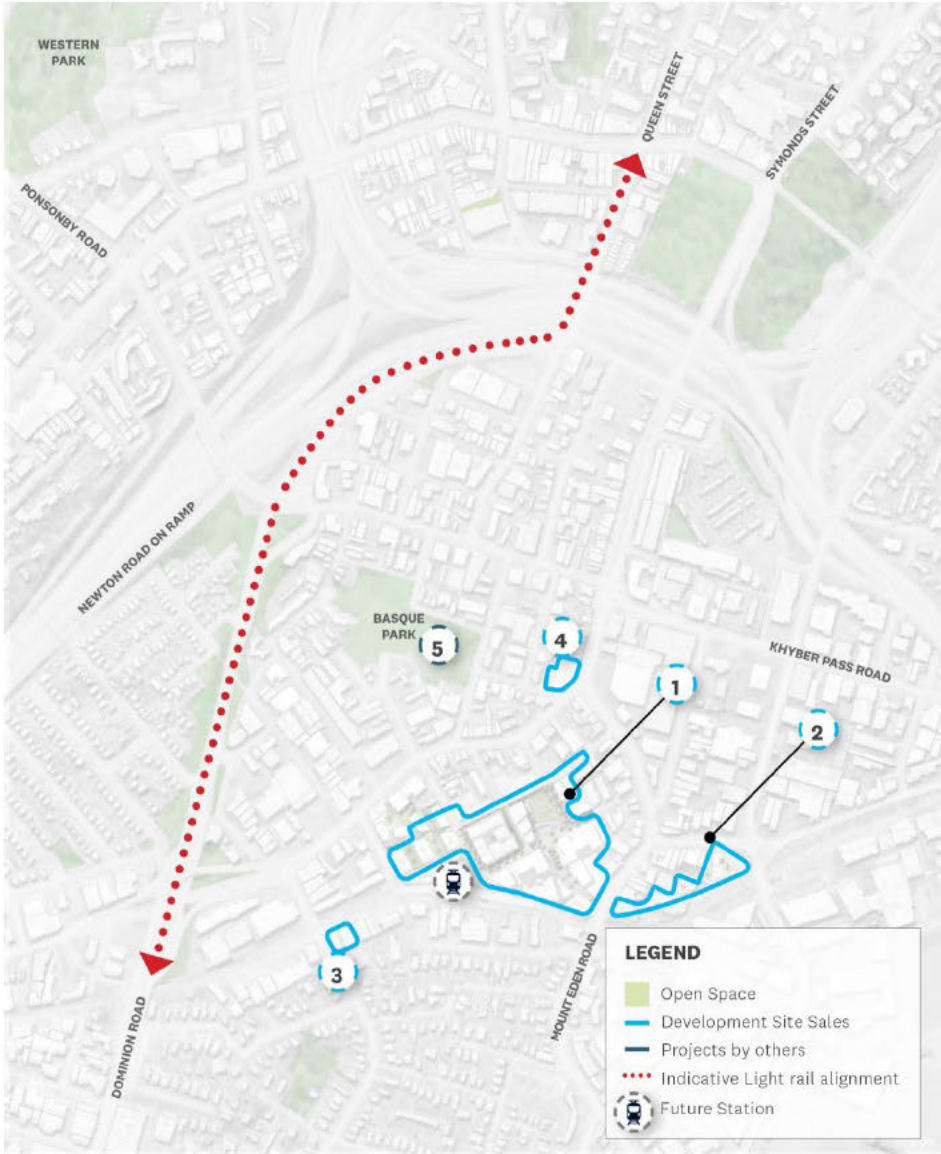 WESTERN
PARK
QUEEN STREET
SYMONDS STREET
PONSONBY ROAD
NEWTON ROAD ON RAMP
BASQUE
PARK
5
4
KHYBER PASS ROAD
1
2
3
MOUNT EDEN ROAD
DOMINION ROAD
LEGEND
Open Space
Development Site Sales
Projects by others
Indicative Light rail alignment
Future Station